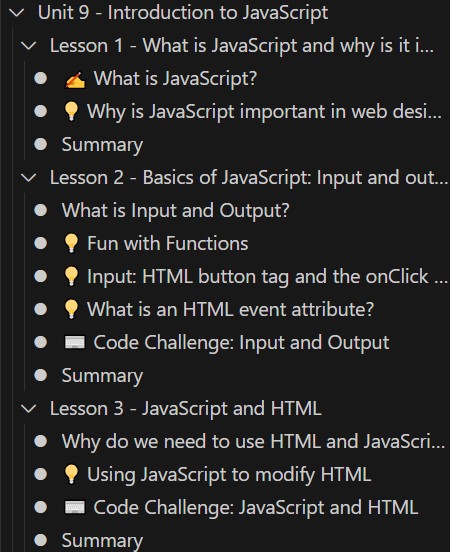 Unit 9 - Introduction to JavaScript
Lesson 1 - What is JavaScript and why is it i...
✍️ What is JavaScript?
💡 Why is JavaScript important in web desi...
Summary
Lesson 2 - Basics of JavaScript: Input and out...
What is Input and Output?
💡 Fun with Functions
💡 Input: HTML button tag and the onClick ...
💡 What is an HTML event attribute?
⌨️ Code Challenge: Input and Output
Summary
Lesson 3 - JavaScript and HTML
Why do we need to use HTML and JavaScri...
💡 Using JavaScript to modify HTML
⌨️ Code Challenge: JavaScript and HTML
Summary